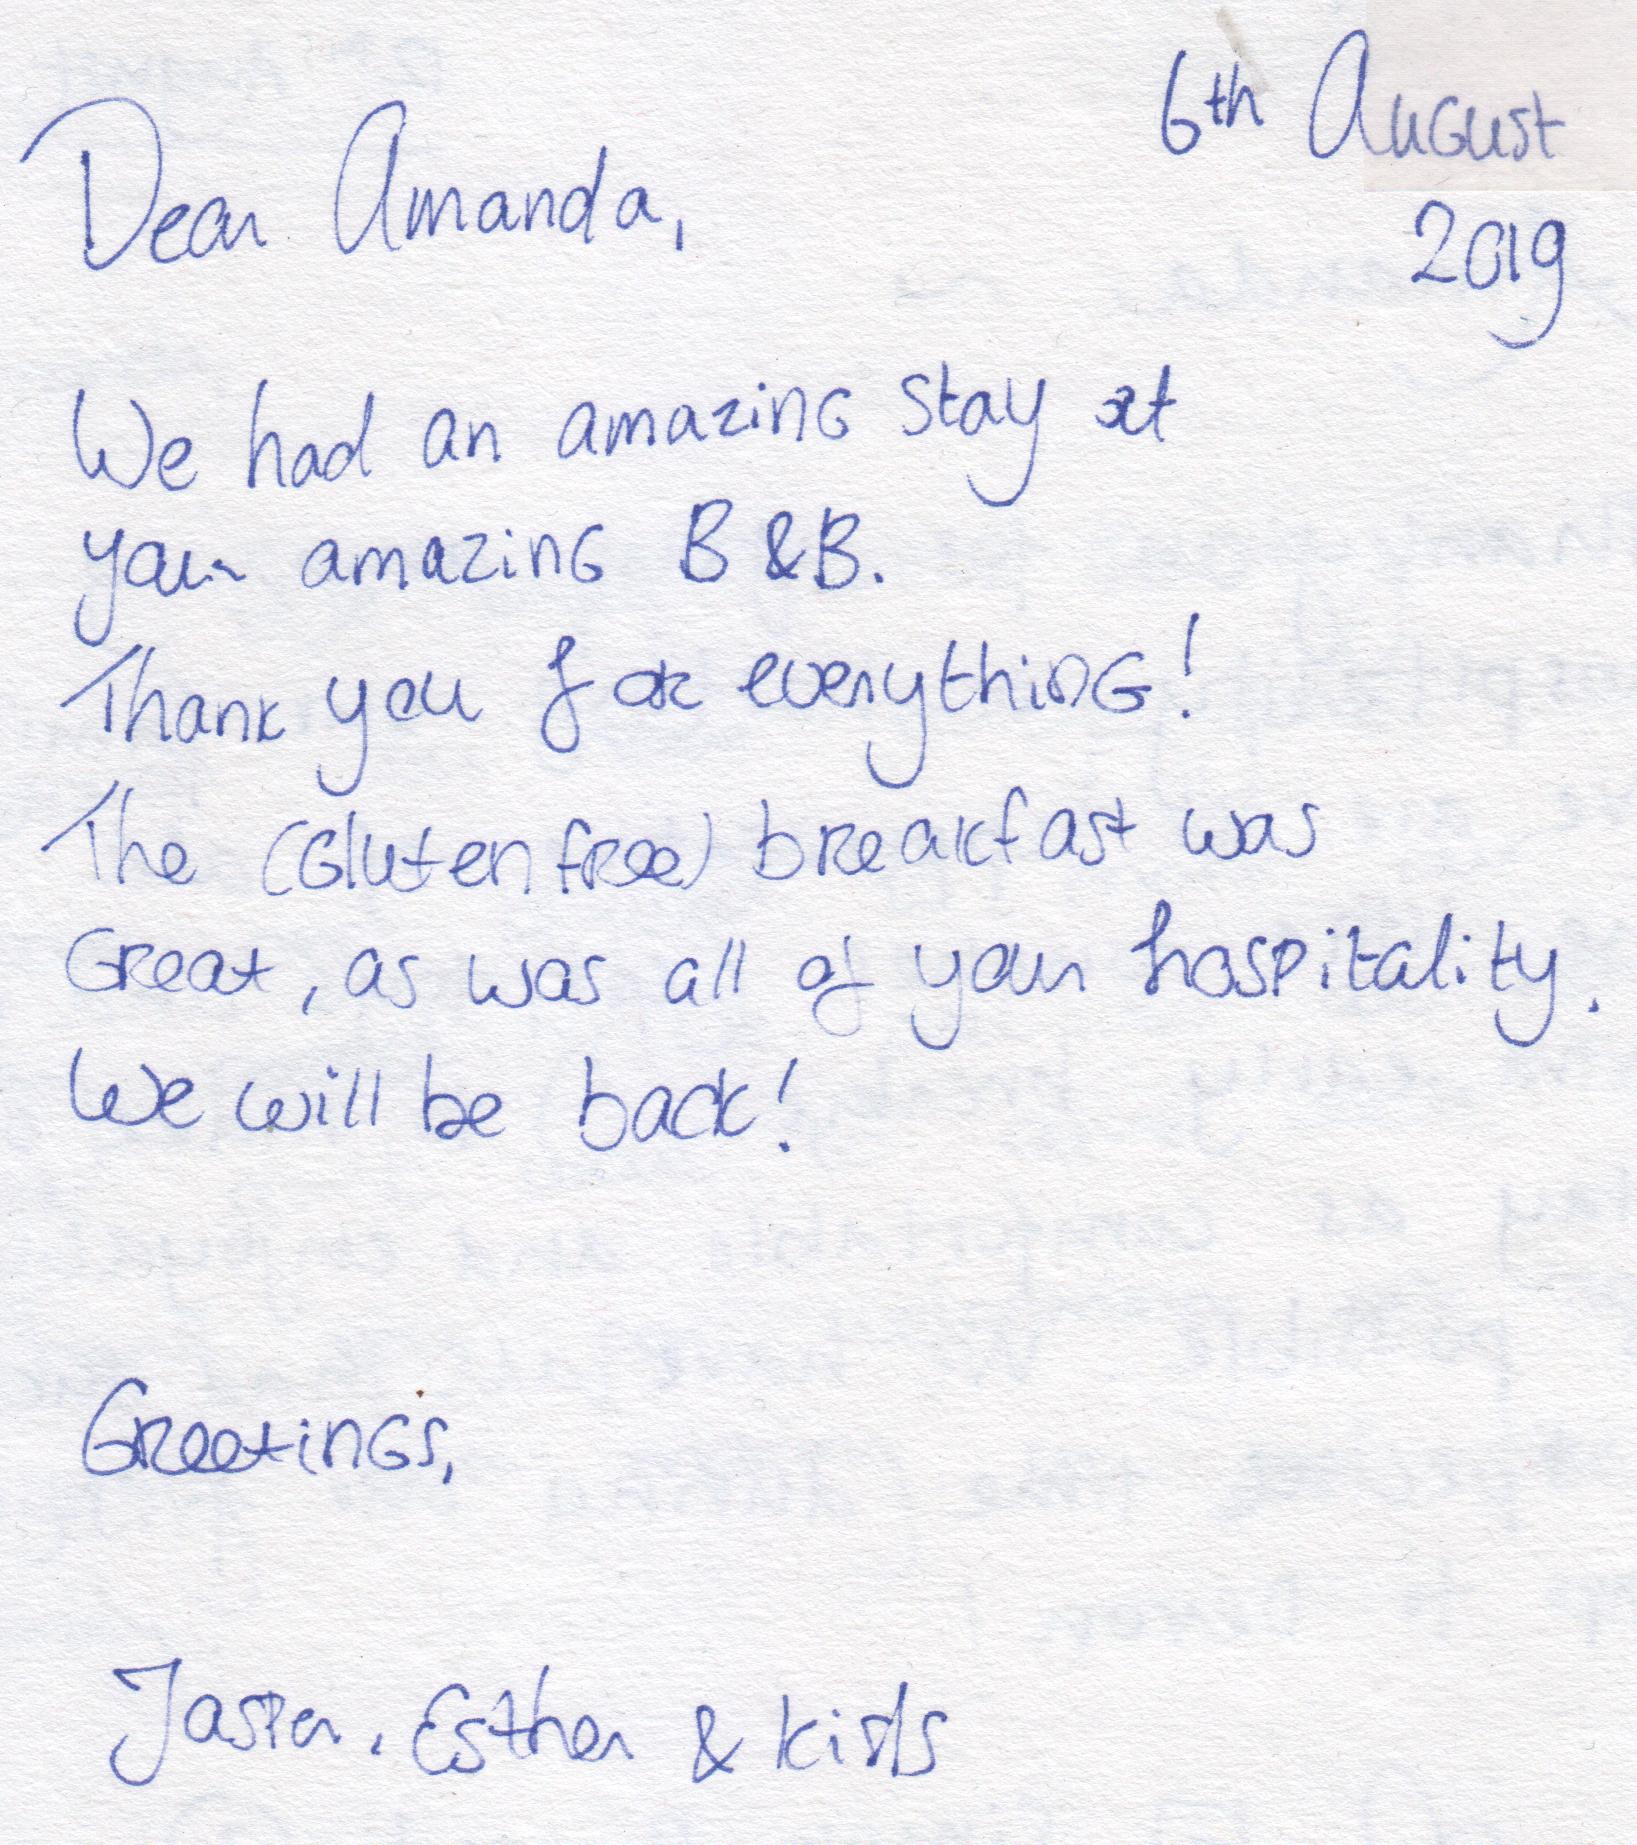 6th August
2019
Dear Amanda,
We had an amazing stay at
your amazing B&B.
Thank you for everything!
The (Gluten free) breakfast was
Great, as was all of your hospitality.
We will be back!
Greetings,
Jasper, Esther & kids